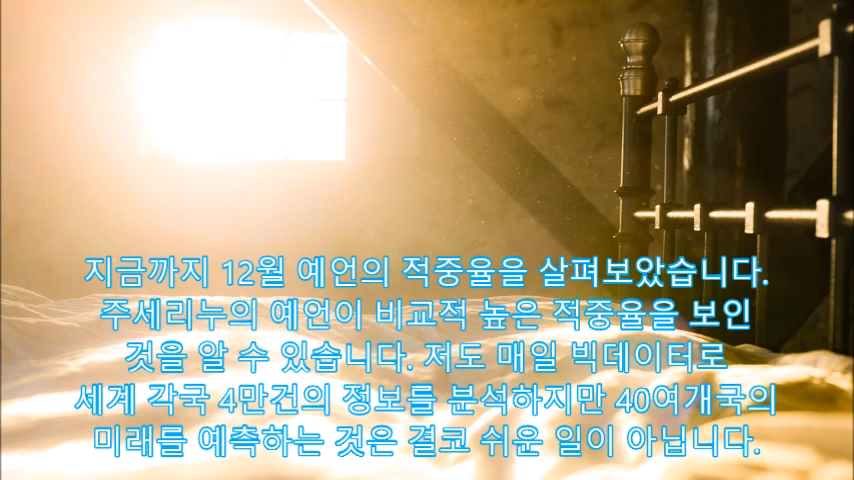 지금까지 12월 예언의 적중율을 살펴보았습니다.
주세리누의 예언이 비교적 높은 적중율을 보인
것을 알 수 있습니다. 저도 매일 빅데이터로
세계 각국 4만건의 정보를 분석하지만 40여개국의
미래를 예측하는 것은 결코 쉬운 일이 아닙니다.